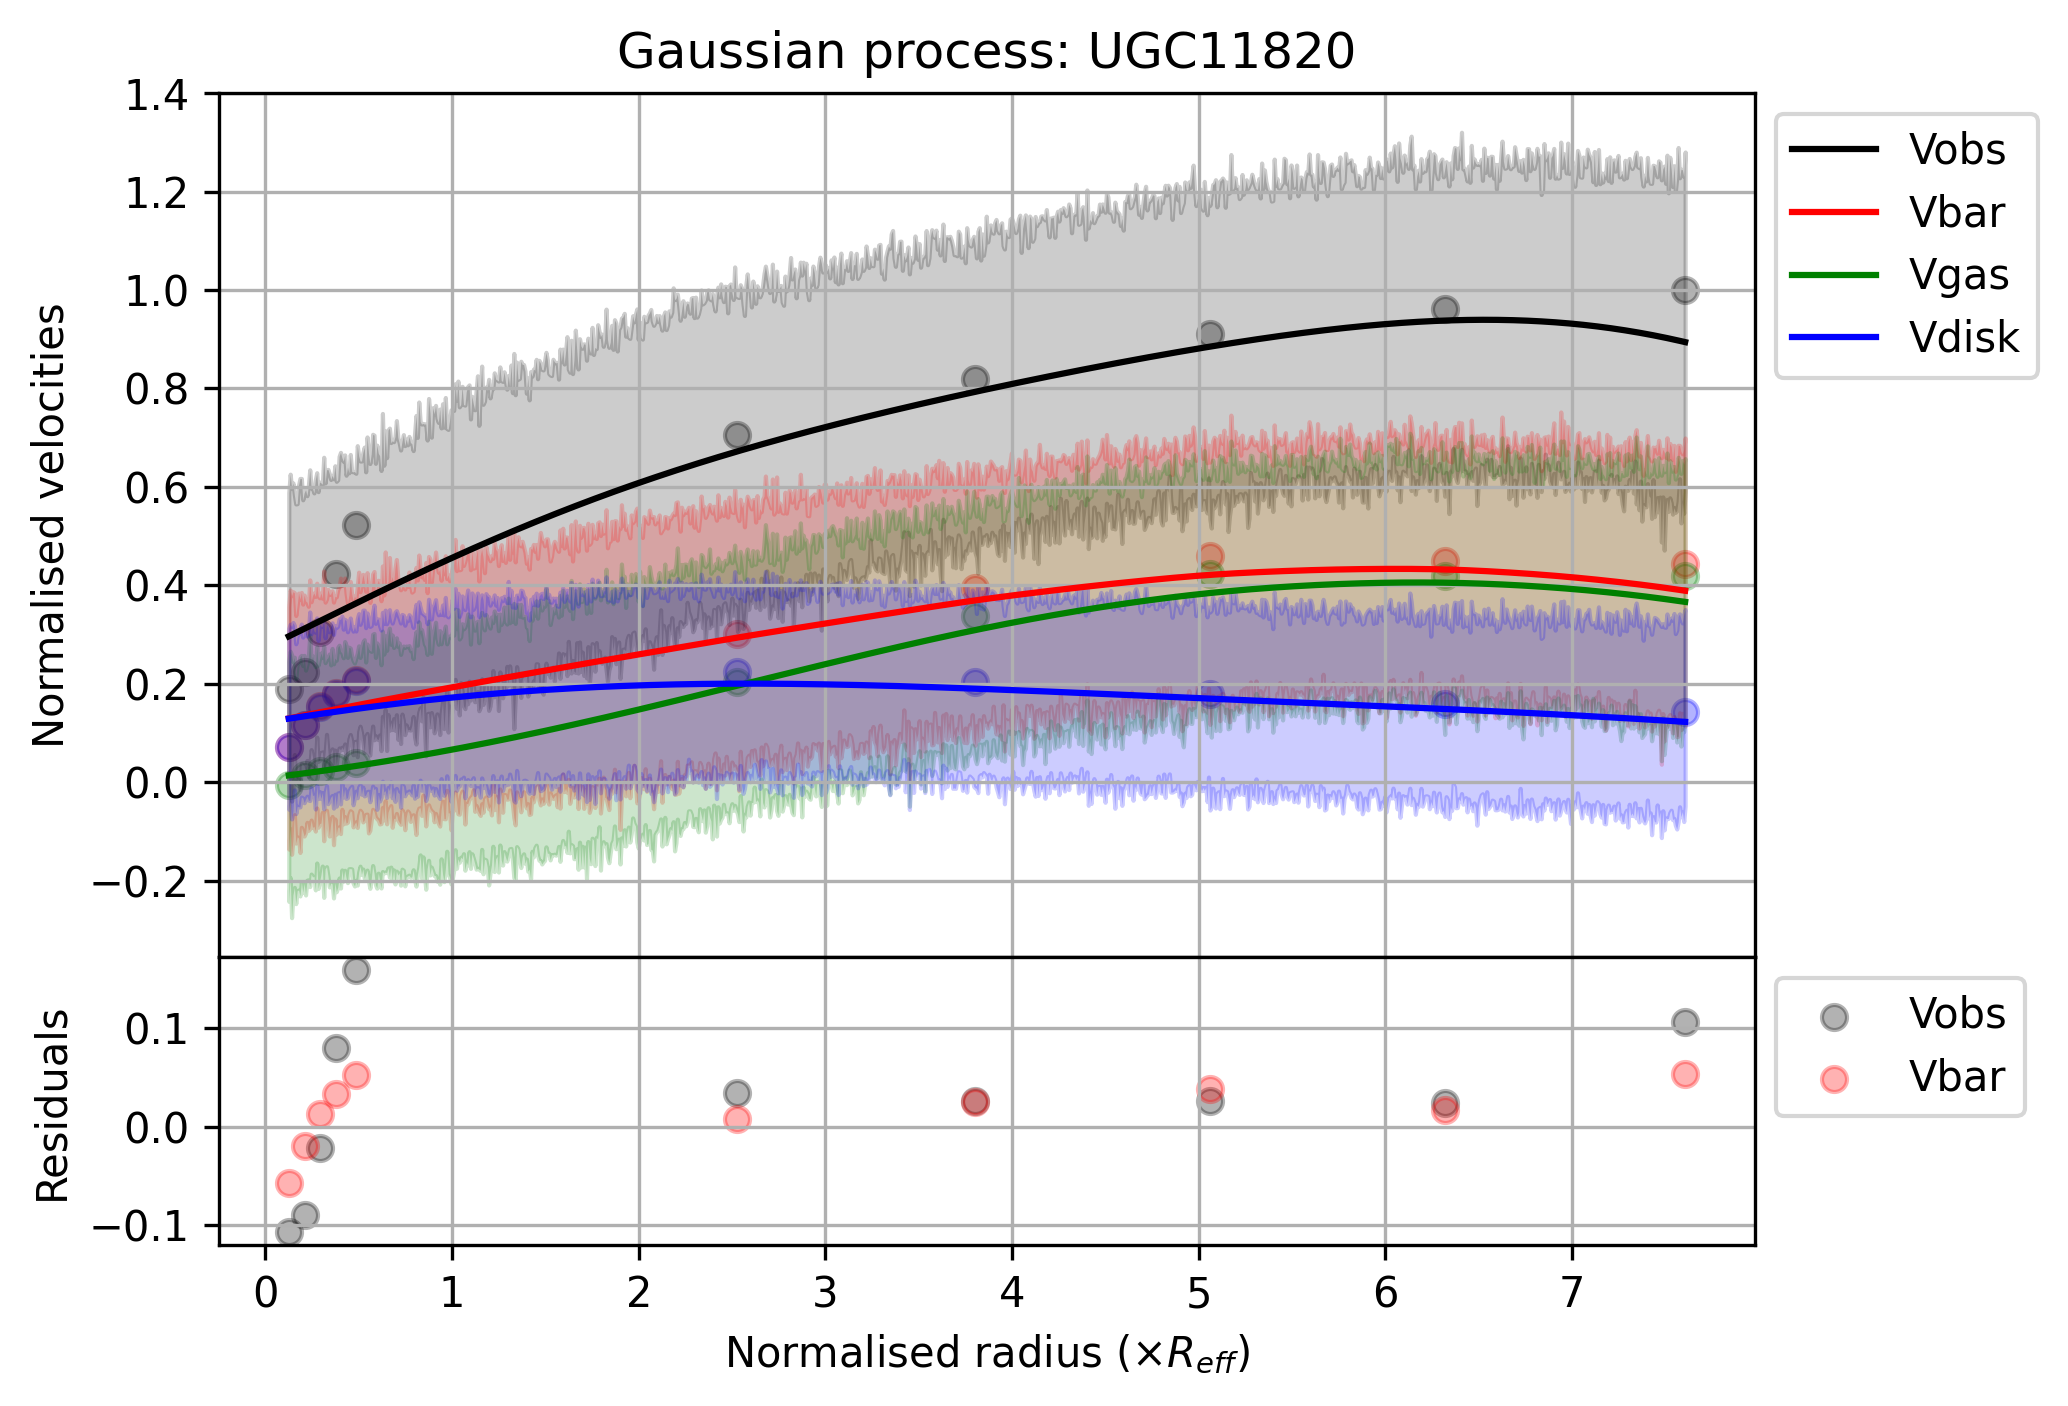 Gaussian process: UGC11820
1.4
1.2
1.0
0.8
0.6
0.4
0.2
0.0
−0.2
Normalised velocities
Vobs
Vbar
Vgas
Vdisk
0.1
0.0
−0.1
Residuals
Vobs
Vbar
0 1 2 3 4 5 6 7
Normalised radius (×R_{eff})